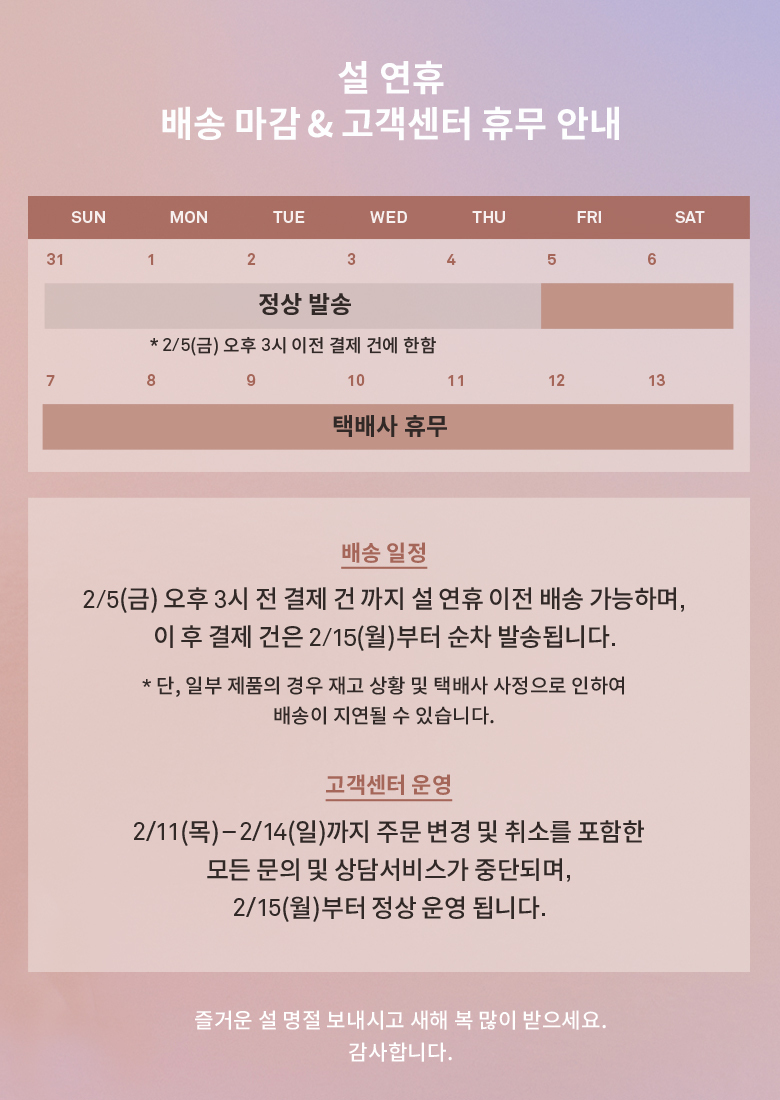 설 연휴
배송 마감 & 고객센터 휴무 안내
SUN MON TUE WED THU FRI SAT
31 1 2 3 4 5 6
정상 발송
* 2/5(금) 오후 3시 이전 결제 건에 한함
7 8 9 10 11 12 13
택배사 휴무
배송 일정
2/5(금) 오후 3시 전 결제 건 까지 설 연휴 이전 배송 가능하며,
이 후 결제 건은 2/15(월)부터 순차 발송됩니다.
* 단, 일부 제품의 경우 재고 상황 및 택배사 사정으로 인하여
배송이 지연될 수 있습니다.
고객센터 운영
2/11(목)–2/14(일)까지 주문 변경 및 취소를 포함한
모든 문의 및 상담서비스가 중단되며,
2/15(월)부터 정상 운영 됩니다.
즐거운 설 명절 보내시고 새해 복 많이 받으세요.
감사합니다.